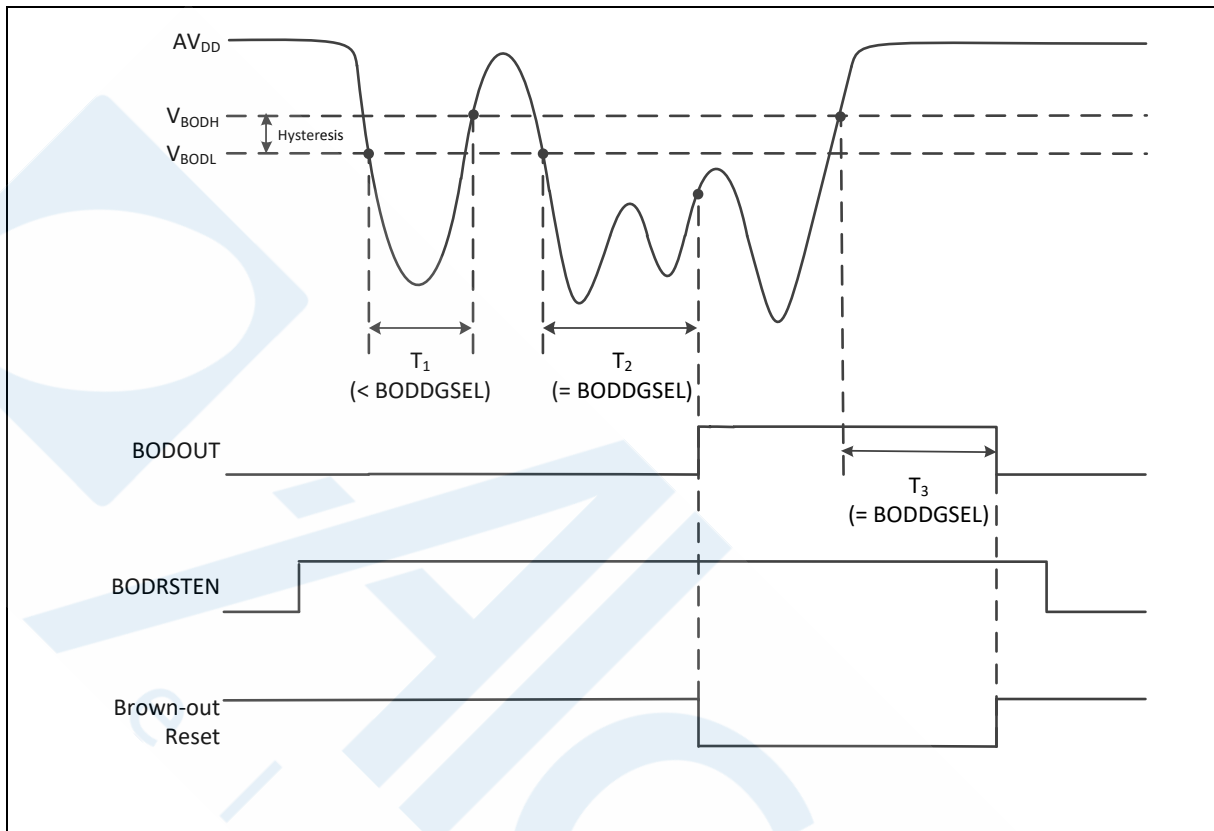 AVDD
VBODH
Hysteresis
VBODL
T1
(< BODDGSEL)
T2
(= BODDGSEL)
BODOUT
T3
(= BODDGSEL)
BODRSTEN
Brown-out
Reset